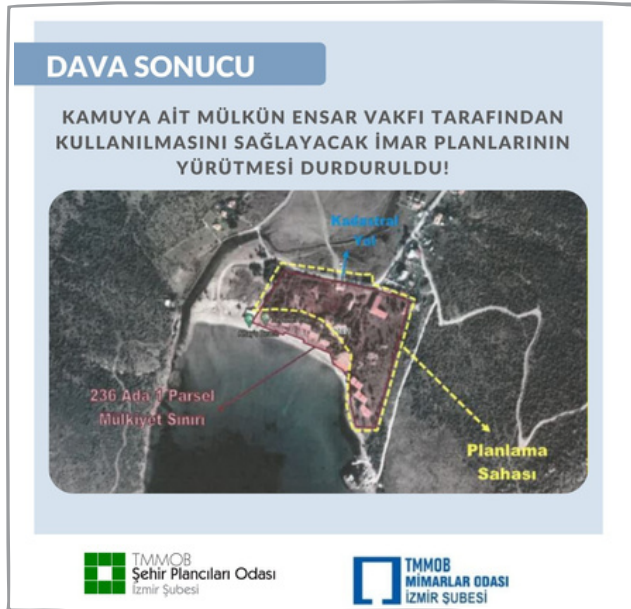 DAVA SONUCU
KAMUYA AİT MÜLKÜN ENSAR VAKFI TARAFINDAN
KULLANILMASINI SAĞLAYACAK İMAR PLANLARININ
YÜRÜTMESİ DURDURULDU!
Kadastral
Yol
236 Ada 1 Parsel
Mülkiyet Sınırı
Planlama
Sahası
TMMOB
Şehir Plancıları Odası
İzmir Şubesi
TMMOB
MİMARLAR ODASI
İZMİR ŞUBESİ